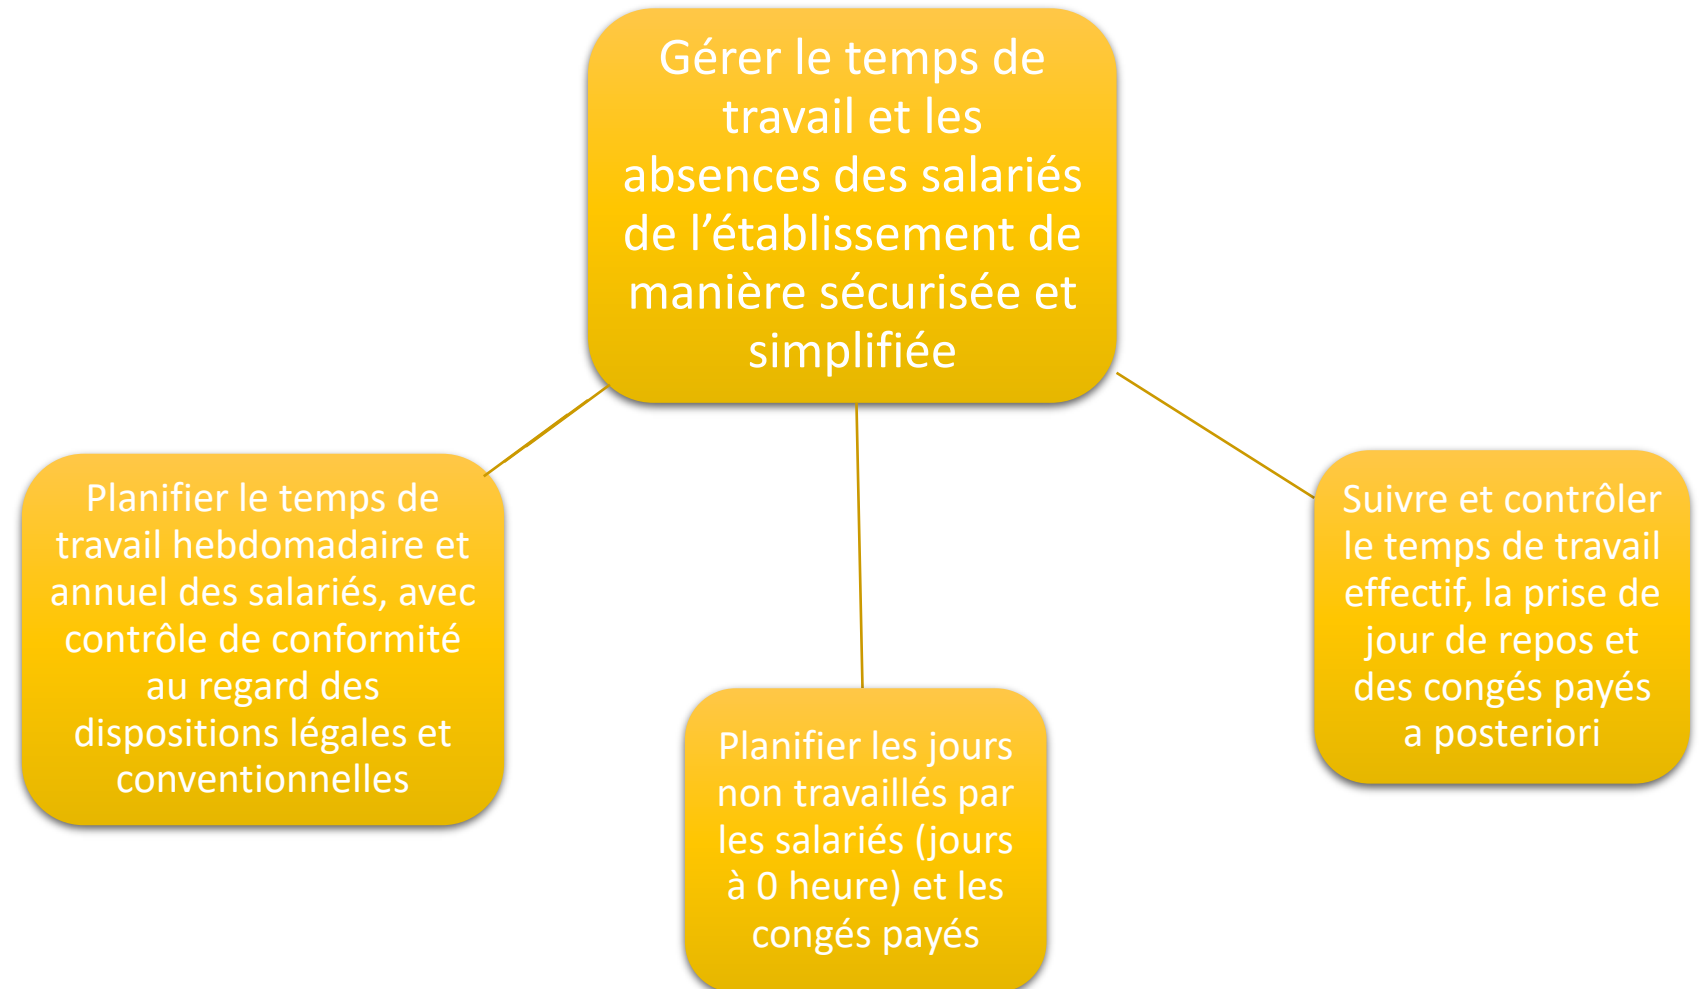 Gérer le temps de
travail et les
absences des salariés
de l’établissement de
manière sécurisée et
simplifiée
Planifier le temps de
travail hebdomadaire et
annuel des salariés, avec
contrôle de conformité
au regard des
dispositions légales et
conventionnelles
Planifier les jours
non travaillés par
les salariés (jours
à 0 heure) et les
congés payés
Suivre et contrôler
le temps de travail
effectif, la prise de
jour de repos et
des congés payés
a posteriori